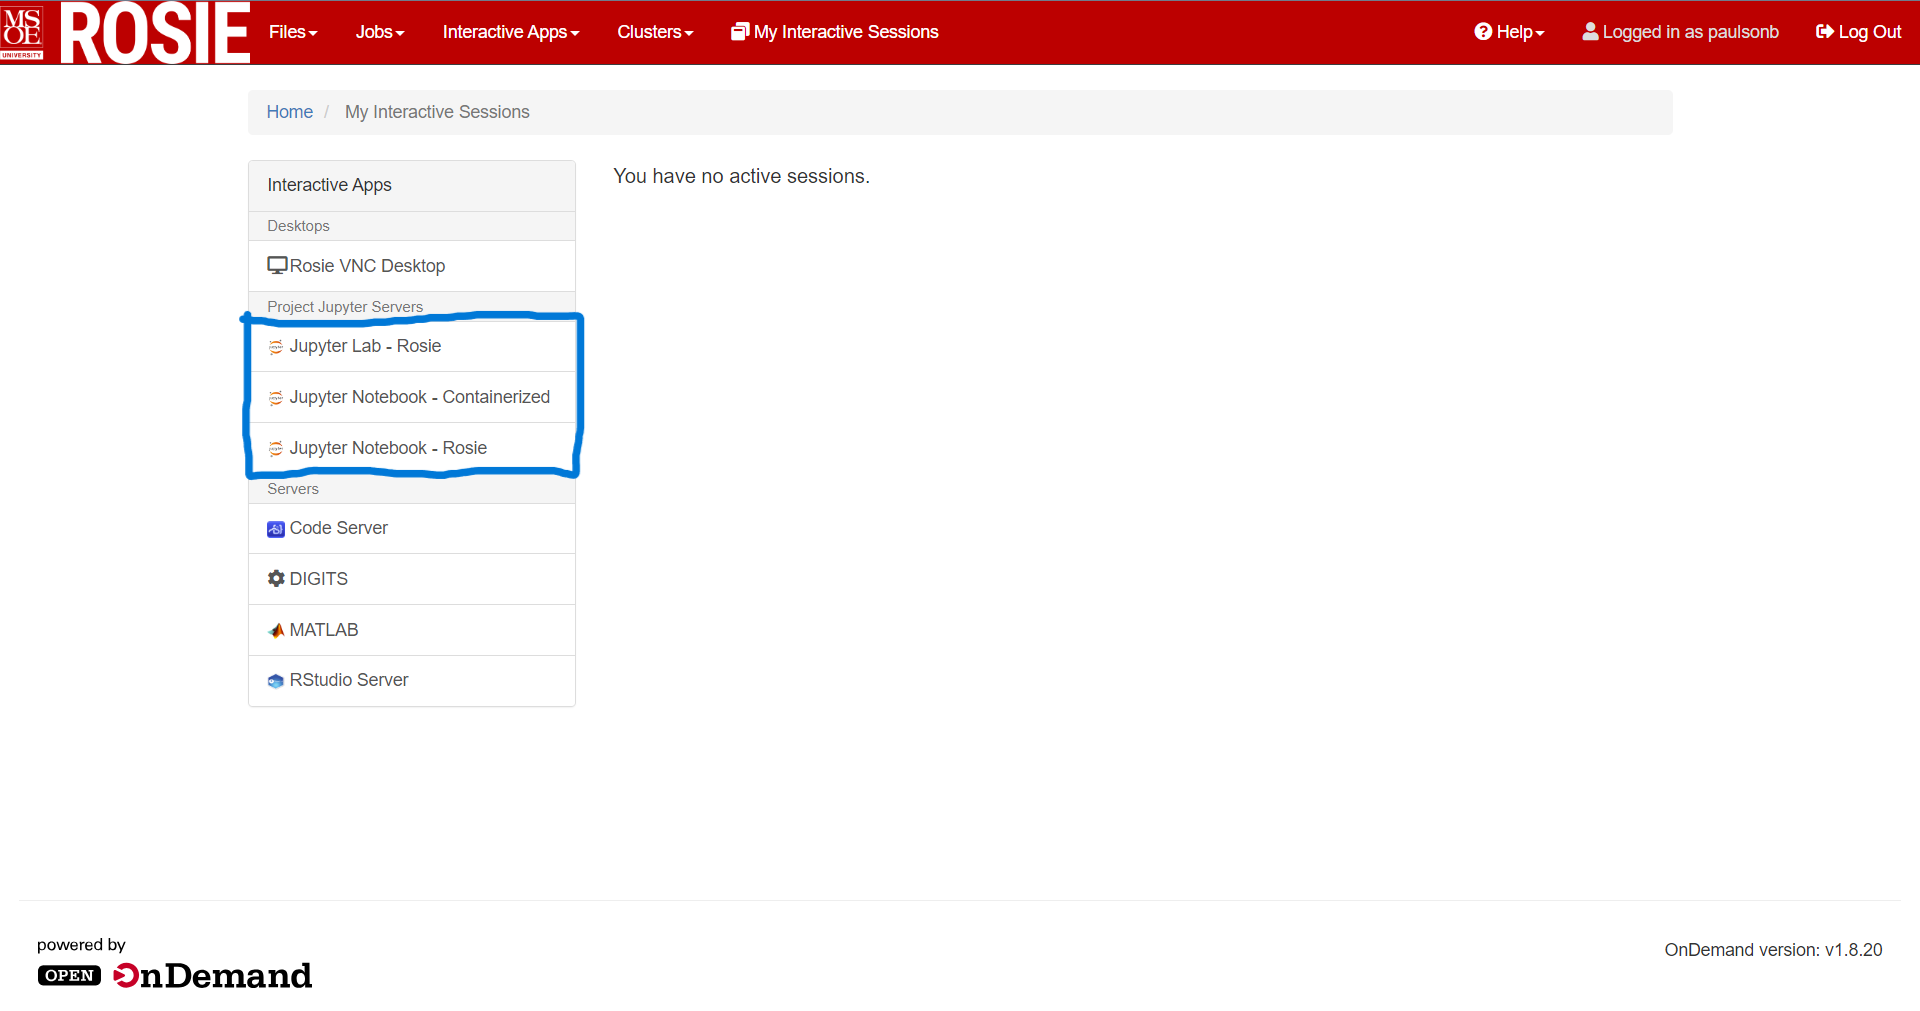 MS
OE
UNIVERSITY
ROSIE
Files Jobs Interactive Apps Clusters My Interactive Sessions Help Logged in as paulsonb Log Out
Home / My Interactive Sessions
Interactive Apps
Desktops
Rosie VNC Desktop
Project Jupyter Servers
Jupyter Lab - Rosie
Jupyter Notebook - Containerized
Jupyter Notebook - Rosie
Servers
Code Server
DIGITS
MATLAB
RStudio Server
You have no active sessions.
powered by
OPEN OnDemand
OnDemand version: v1.8.20